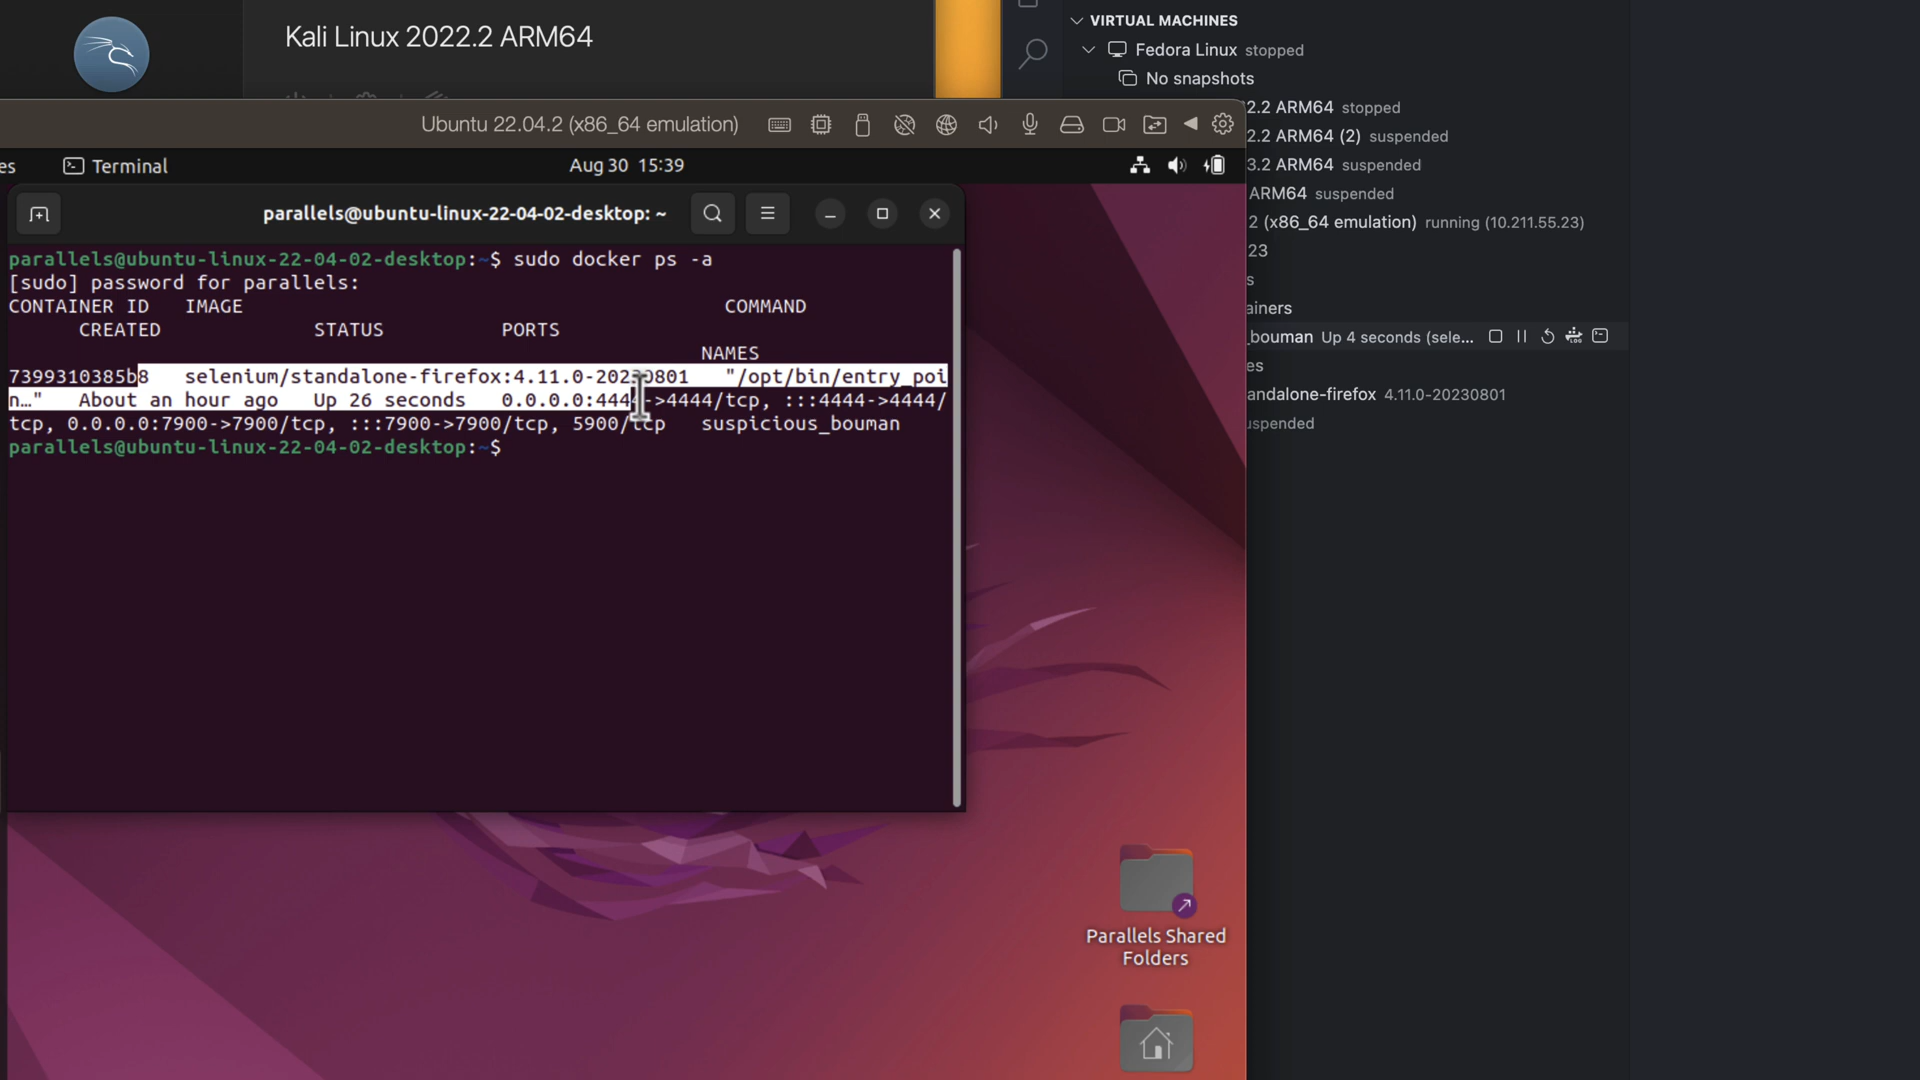 Kali Linux 2022.2 ARM64
VIRTUAL MACHINES
Fedora Linux stopped
No snapshots
2.2 ARM64 stopped
2.2 ARM64 (2) suspended
3.2 ARM64 suspended
ARM64 suspended
2 (x86_64 emulation) running (10.211.55.23)
23
s
ainers
_bouman Up 4 seconds (sele...
es
andalone-firefox 4.11.0-20230801
uspended
Ubuntu 22.04.2 (x86_64 emulation)
es Terminal Aug 30 15:39
parallels@ubuntu-linux-22-04-02-desktop: ~
parallels@ubuntu-linux-22-04-02-desktop:~$ sudo docker ps -a
[sudo] password for parallels:
CONTAINER ID IMAGE COMMAND
CREATED STATUS PORTS
NAMES
7399310385b8 selenium/standalone-firefox:4.11.0-20230801 "/opt/bin/entry_poi
n…" About an hour ago Up 26 seconds 0.0.0.0:4444->4444/tcp, :::4444->4444/
tcp, 0.0.0.0:7900->7900/tcp, :::7900->7900/tcp, 5900/tcp suspicious_bouman
parallels@ubuntu-linux-22-04-02-desktop:~$
Parallels Shared
Folders